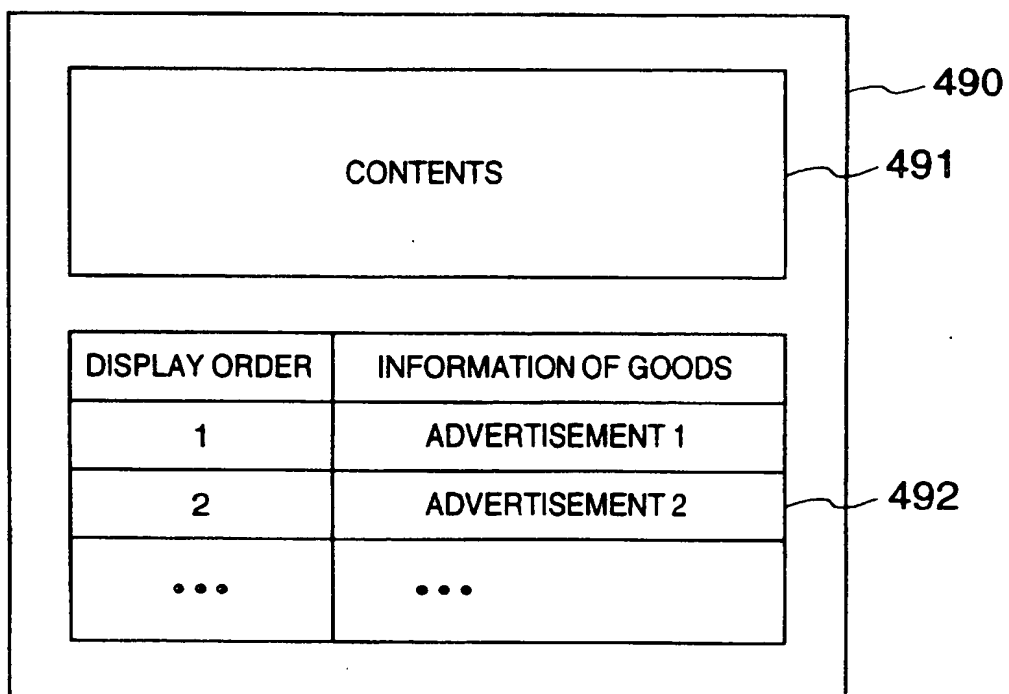 490
CONTENTS 491
DISPLAY ORDER INFORMATION OF GOODS
1 ADVERTISEMENT 1
2 ADVERTISEMENT 2 492
••• •••